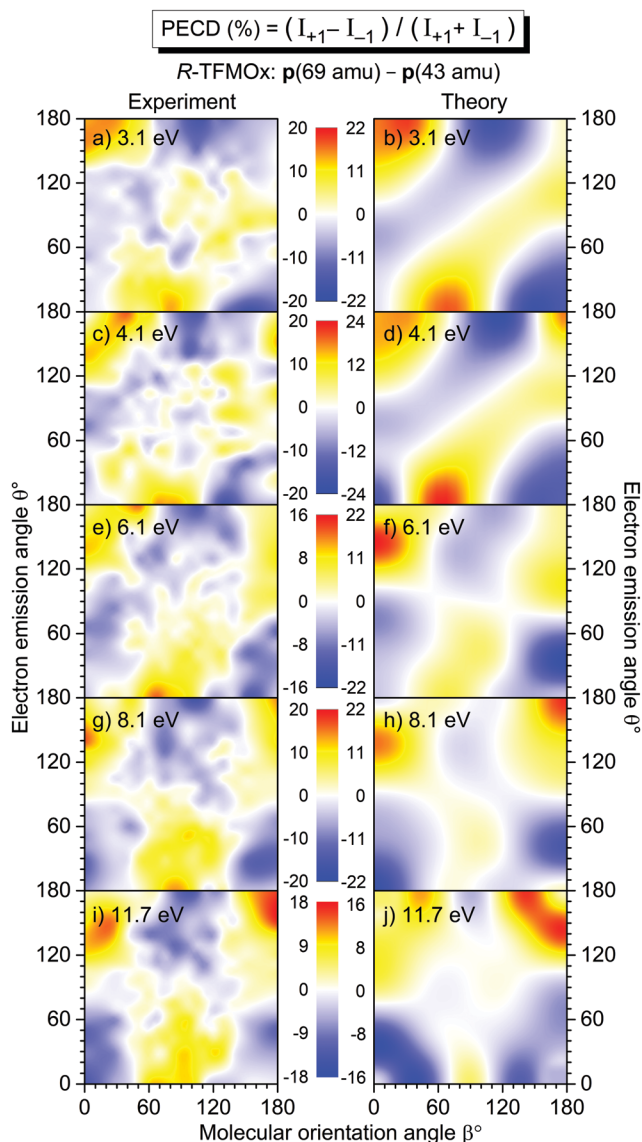 PECD (%) = (I+1− I−1) / (I+1+ I−1)
R-TFMOx: p(69 amu) – p(43 amu)
Experiment Theory
180 20 22 180
a) 3.1 eV b) 3.1 eV
120 10 11 120
0 0
60 -10 -11 60
180 -20 -22 180
20 24
c) 4.1 eV d) 4.1 eV
120 10 12 120
0 0
60 -10 -12 60
180 -20 -24 180
16 22
e) 6.1 eV f) 6.1 eV
120 8 11 120
0 0
60 -8 -11 60
180 -16 -22 180
20 22
g) 8.1 eV h) 8.1 eV
120 10 11 120
0 0
60 -10 -11 60
180 -20 -22 180
18 16
i) 11.7 eV j) 11.7 eV
120 9 8 120
0 0
60 -9 -8 60
0 -18 -16 0
0 60 120 180 0 60 120 180
Electron emission angle θ°
Electron emission angle θ°
Molecular orientation angle β°